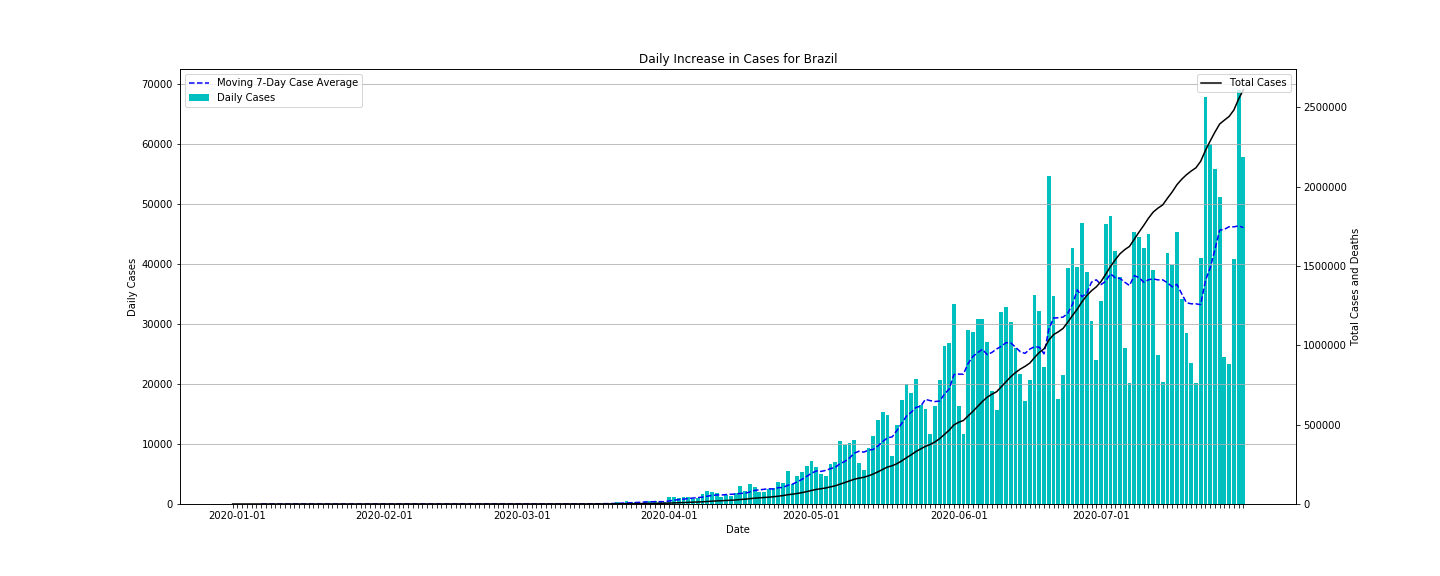 Daily Increase in Cases for Brazil
Moving 7-Day Case Average
Daily Cases
Total Cases
70000
60000
50000
40000
30000
20000
10000
0
Daily Cases
2500000
2000000
1500000
1000000
500000
0
Total Cases and Deaths
2020-01-01 2020-02-01 2020-03-01 2020-04-01 2020-05-01 2020-06-01 2020-07-01
Date